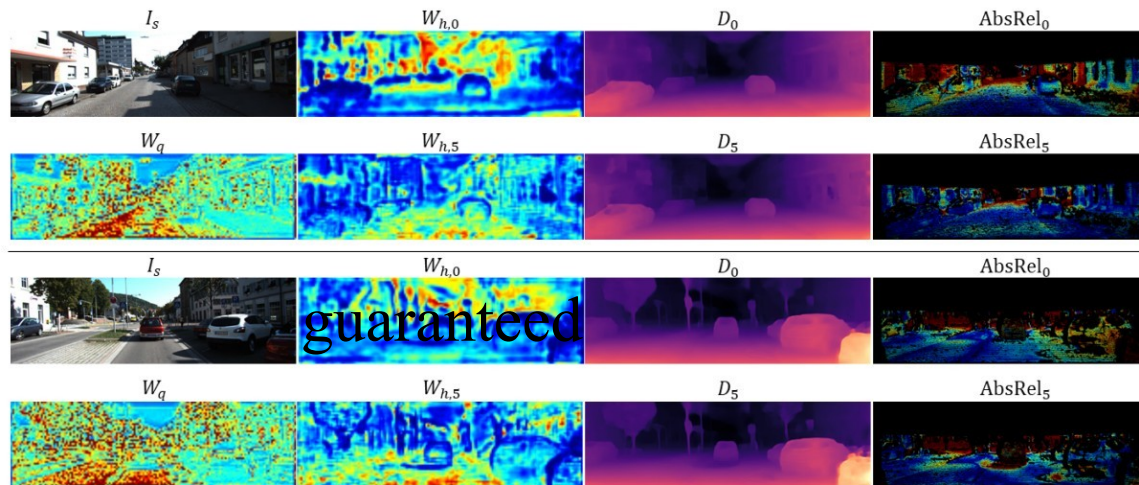 I_s W_{h,0} D_0 AbsRel_0
W_q W_{h,5} D_5 AbsRel_5
I_s W_{h,0} D_0 AbsRel_0
guaranteed
W_q W_{h,5} D_5 AbsRel_5